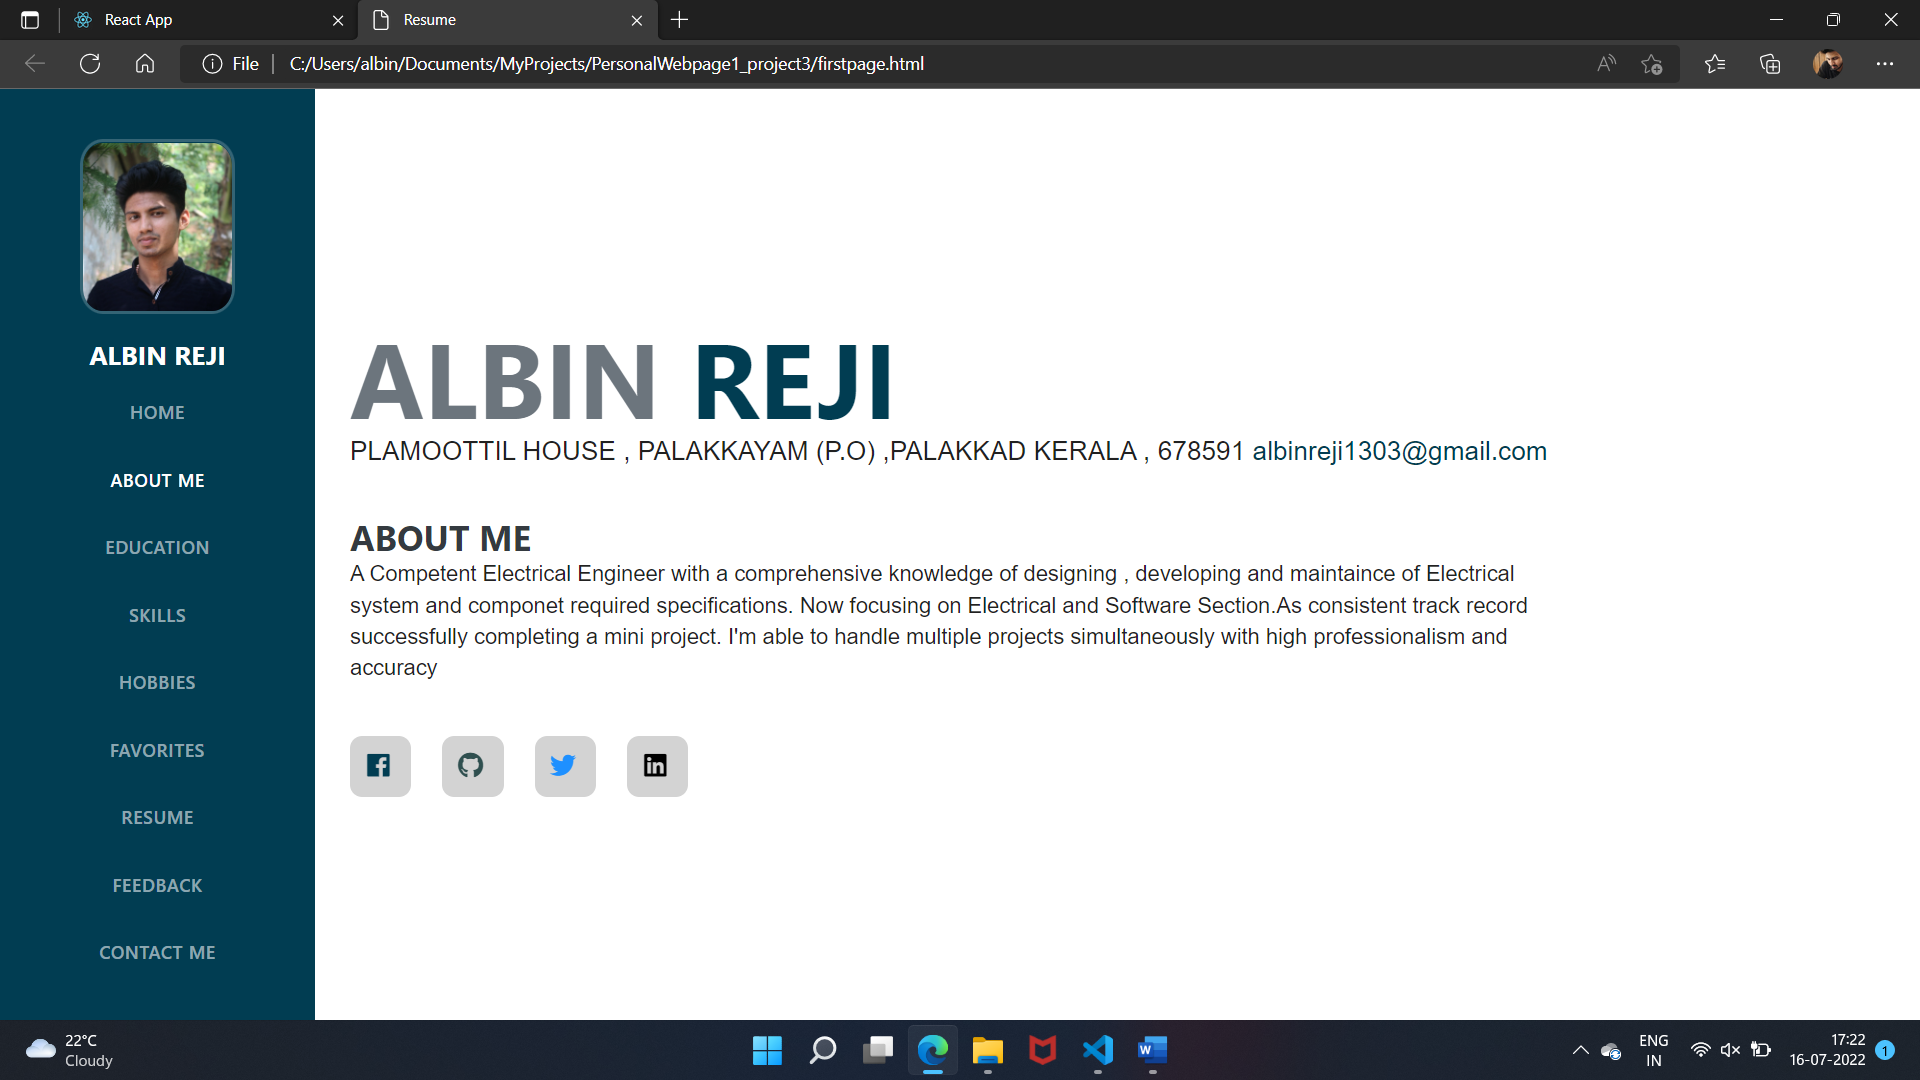 React App
Resume
File
C:/Users/albin/Documents/MyProjects/PersonalWebpage1_project3/firstpage.html
ALBIN REJI
HOME
ABOUT ME
EDUCATION
SKILLS
HOBBIES
FAVORITES
RESUME
FEEDBACK
CONTACT ME
ALBIN REJI
PLAMOOTTIL HOUSE , PALAKKAYAM (P.O) ,PALAKKAD KERALA , 678591 albinreji1303@gmail.com
ABOUT ME
A Competent Electrical Engineer with a comprehensive knowledge of designing , developing and maintaince of Electrical
system and componet required specifications. Now focusing on Electrical and Software Section.As consistent track record
successfully completing a mini project. I'm able to handle multiple projects simultaneously with high professionalism and
accuracy
22°C
Cloudy
ENG
IN
17:22
16-07-2022
1